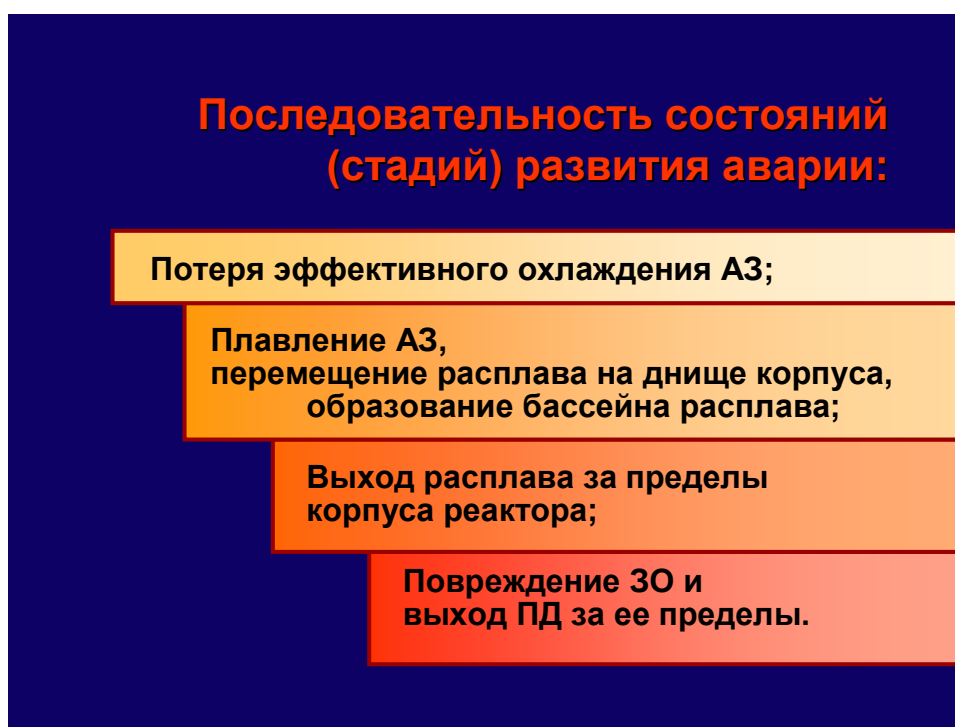 Последовательность состояний
(стадий) развития аварии:
Потеря эффективного охлаждения АЗ;
Плавление АЗ,
перемещение расплава на днище корпуса,
образование бассейна расплава;
Выход расплава за пределы
корпуса реактора;
Повреждение ЗО и
выход ПД за ее пределы.